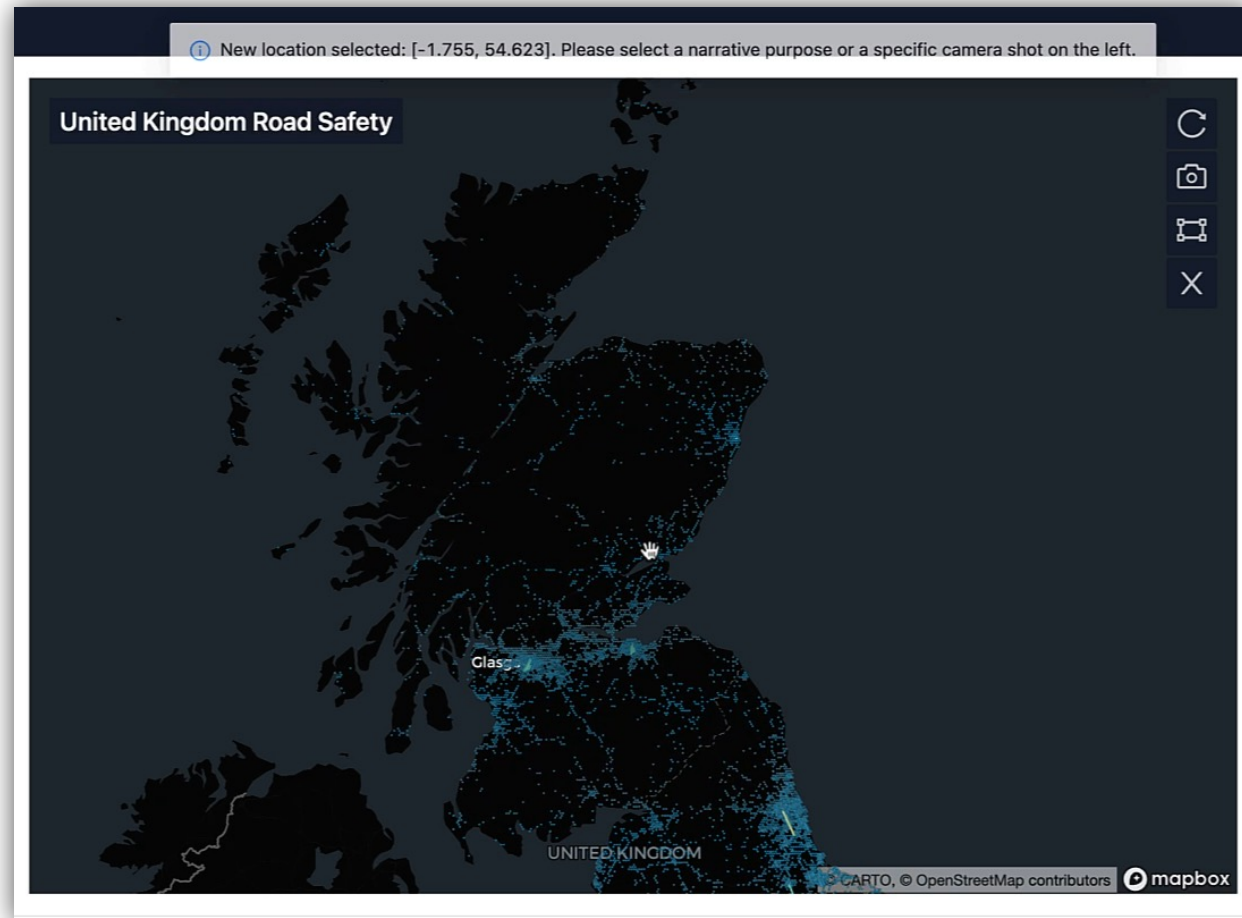 New location selected: [-1.755, 54.623]. Please select a narrative purpose or a specific camera shot on the left.
United Kingdom Road Safety
UNITED KINGDOM
CARTO, © OpenStreetMap contributors
mapbox